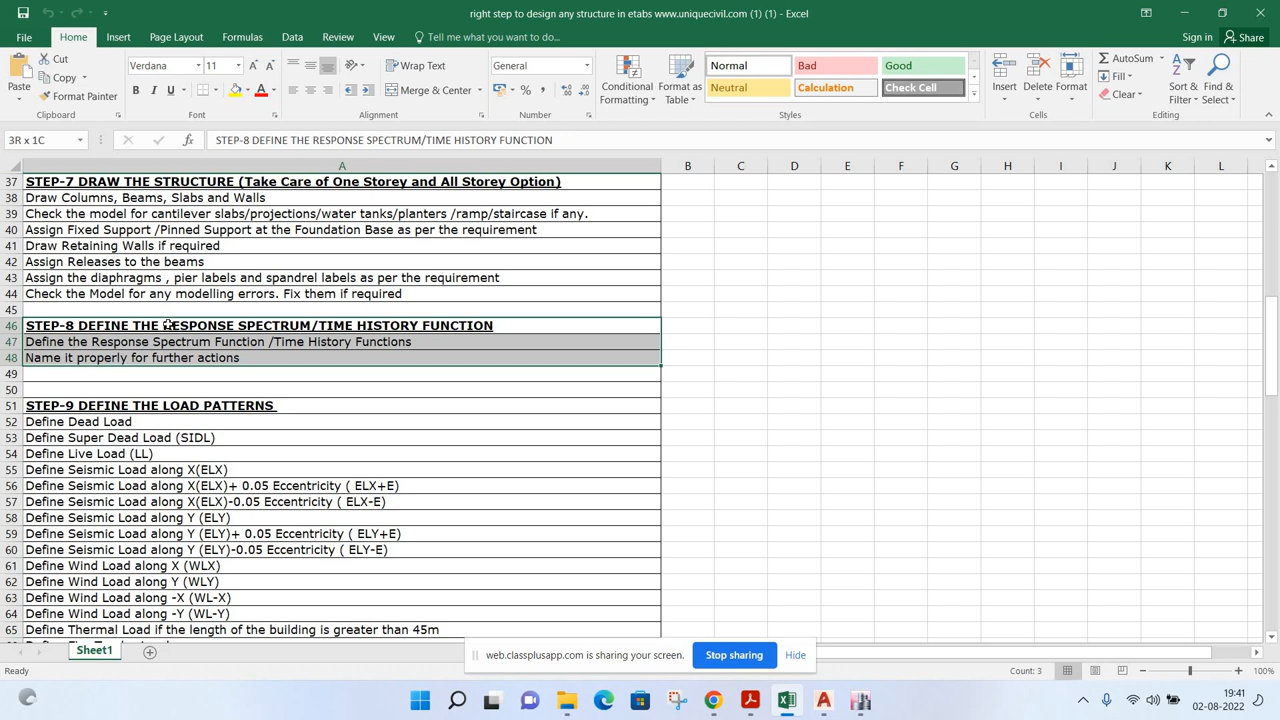 right step to design any structure in etabs www.uniquecivil.com (1) (1) - Excel
File Home Insert Page Layout Formulas Data Review View Tell me what you want to do... Sign in Share
Paste Cut Copy Format Painter Clipboard
Verdana 11 B I U Font
Wrap Text Merge & Center Alignment
General % Number
Conditional Formatting Format as Table Normal Bad Good Neutral Calculation Check Cell Styles
Insert Delete Format Cells
AutoSum Fill Clear Sort & Filter Find & Select Editing
3R x 1C fx STEP-8 DEFINE THE RESPONSE SPECTRUM/TIME HISTORY FUNCTION
A B C D E F G H I J K L
37 STEP-7 DRAW THE STRUCTURE (Take Care of One Storey and All Storey Option)
38 Draw Columns, Beams, Slabs and Walls
39 Check the model for cantilever slabs/projections/water tanks/planters /ramp/staircase if any.
40 Assign Fixed Support /Pinned Support at the Foundation Base as per the requirement
41 Draw Retaining Walls if required
42 Assign Releases to the beams
43 Assign the diaphragms , pier labels and spandrel labels as per the requirement
44 Check the Model for any modelling errors. Fix them if required
45
46 STEP-8 DEFINE THE RESPONSE SPECTRUM/TIME HISTORY FUNCTION
47 Define the Response Spectrum Function /Time History Functions
48 Name it properly for further actions
49
50
51 STEP-9 DEFINE THE LOAD PATTERNS
52 Define Dead Load
53 Define Super Dead Load (SIDL)
54 Define Live Load (LL)
55 Define Seismic Load along X(ELX)
56 Define Seismic Load along X(ELX)+ 0.05 Eccentricity ( ELX+E)
57 Define Seismic Load along X(ELX)-0.05 Eccentricity ( ELX-E)
58 Define Seismic Load along Y (ELY)
59 Define Seismic Load along Y (ELY)+ 0.05 Eccentricity ( ELY+E)
60 Define Seismic Load along Y (ELY)-0.05 Eccentricity ( ELY-E)
61 Define Wind Load along X (WLX)
62 Define Wind Load along Y (WLY)
63 Define Wind Load along -X (WL-X)
64 Define Wind Load along -Y (WL-Y)
65 Define Thermal Load if the length of the building is greater than 45m
Sheet1
web.classplusapp.com is sharing your screen. Stop sharing Hide
Ready Count: 3 100%
19:41
02-08-2022